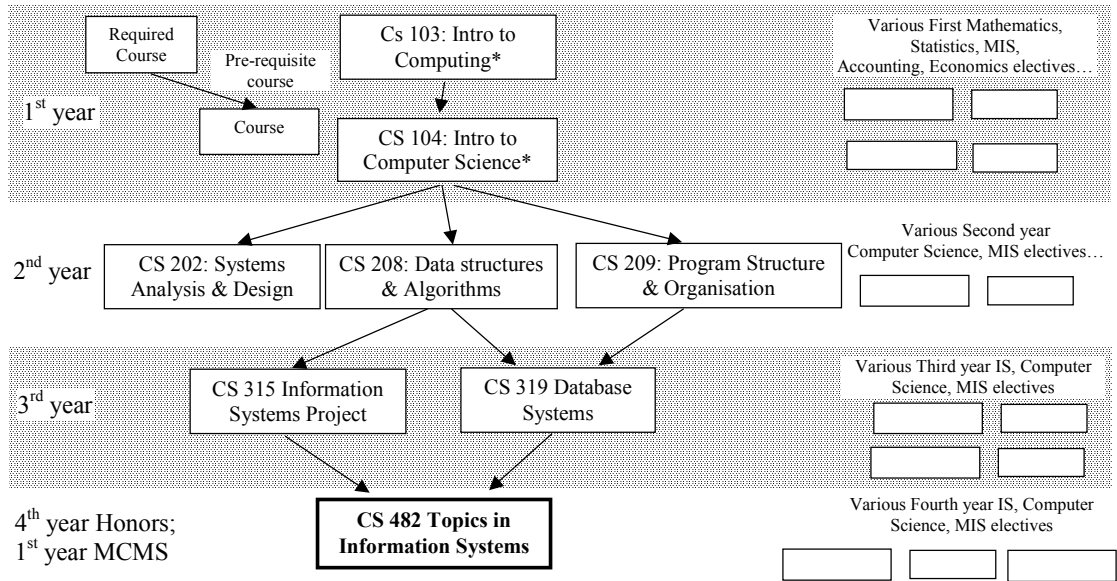 Required
Course
Pre-requisite
course
Course
1st year
Cs 103: Intro to
Computing*
CS 104: Intro to
Computer Science*
Various First Mathematics,
Statistics, MIS,
Accounting, Economics electives…
2nd year
CS 202: Systems
Analysis & Design
CS 208: Data structures
& Algorithms
CS 209: Program Structure
& Organisation
Various Second year
Computer Science, MIS electives…
3rd year
CS 315 Information
Systems Project
CS 319 Database
Systems
Various Third year IS, Computer
Science, MIS electives
4th year Honors;
1st year MCMS
CS 482 Topics in
Information Systems
Various Fourth year IS, Computer
Science, MIS electives